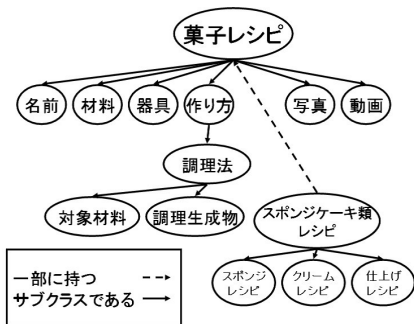 菓子レシピ
名前
材料
器具
作り方
写真
動画
調理法
対象材料
調理生成物
スポンジケーキ類
レシピ
スポンジ
レシピ
クリーム
レシピ
仕上げ
レシピ
一部に持つ
サブクラスである